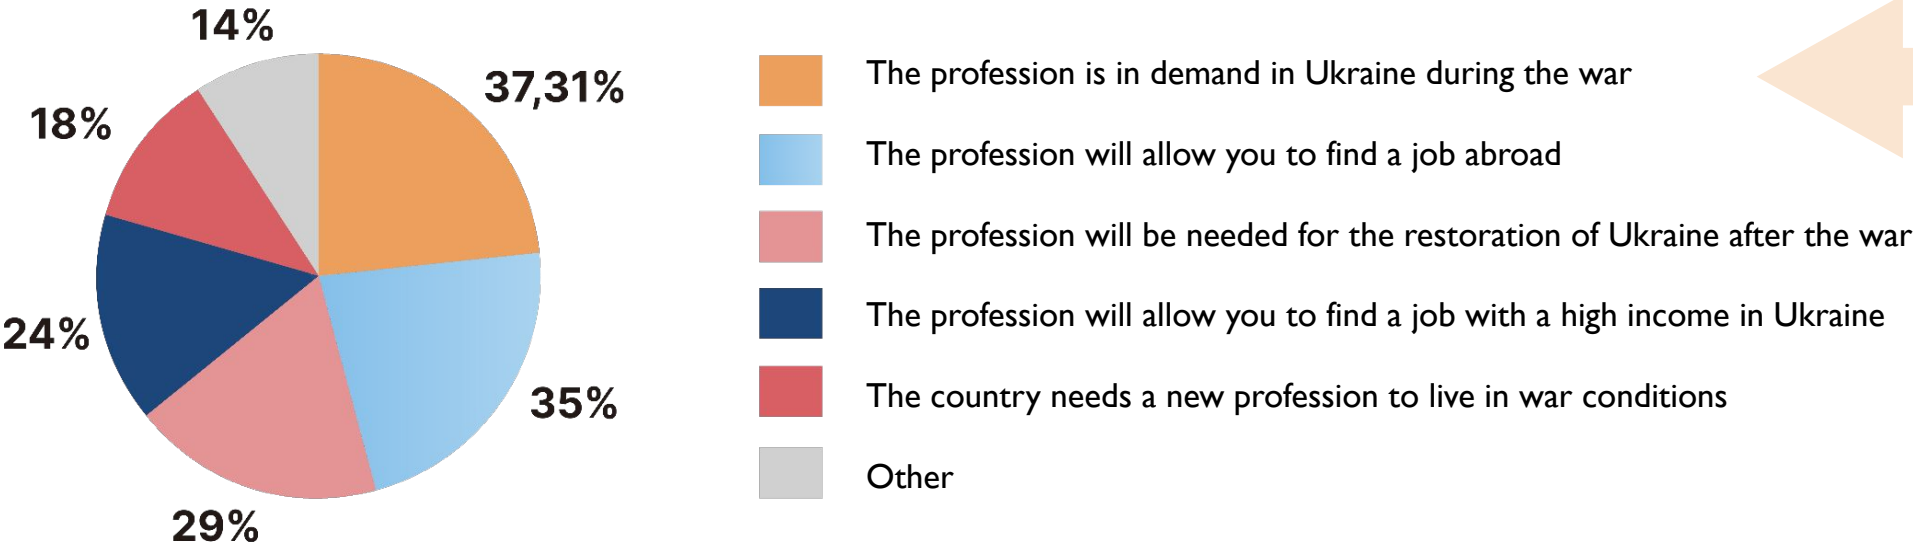 14%
37,31%
18%
24%
35%
29%
The profession is in demand in Ukraine during the war
The profession will allow you to find a job abroad
The profession will be needed for the restoration of Ukraine after the war
The profession will allow you to find a job with a high income in Ukraine
The country needs a new profession to live in war conditions
Other